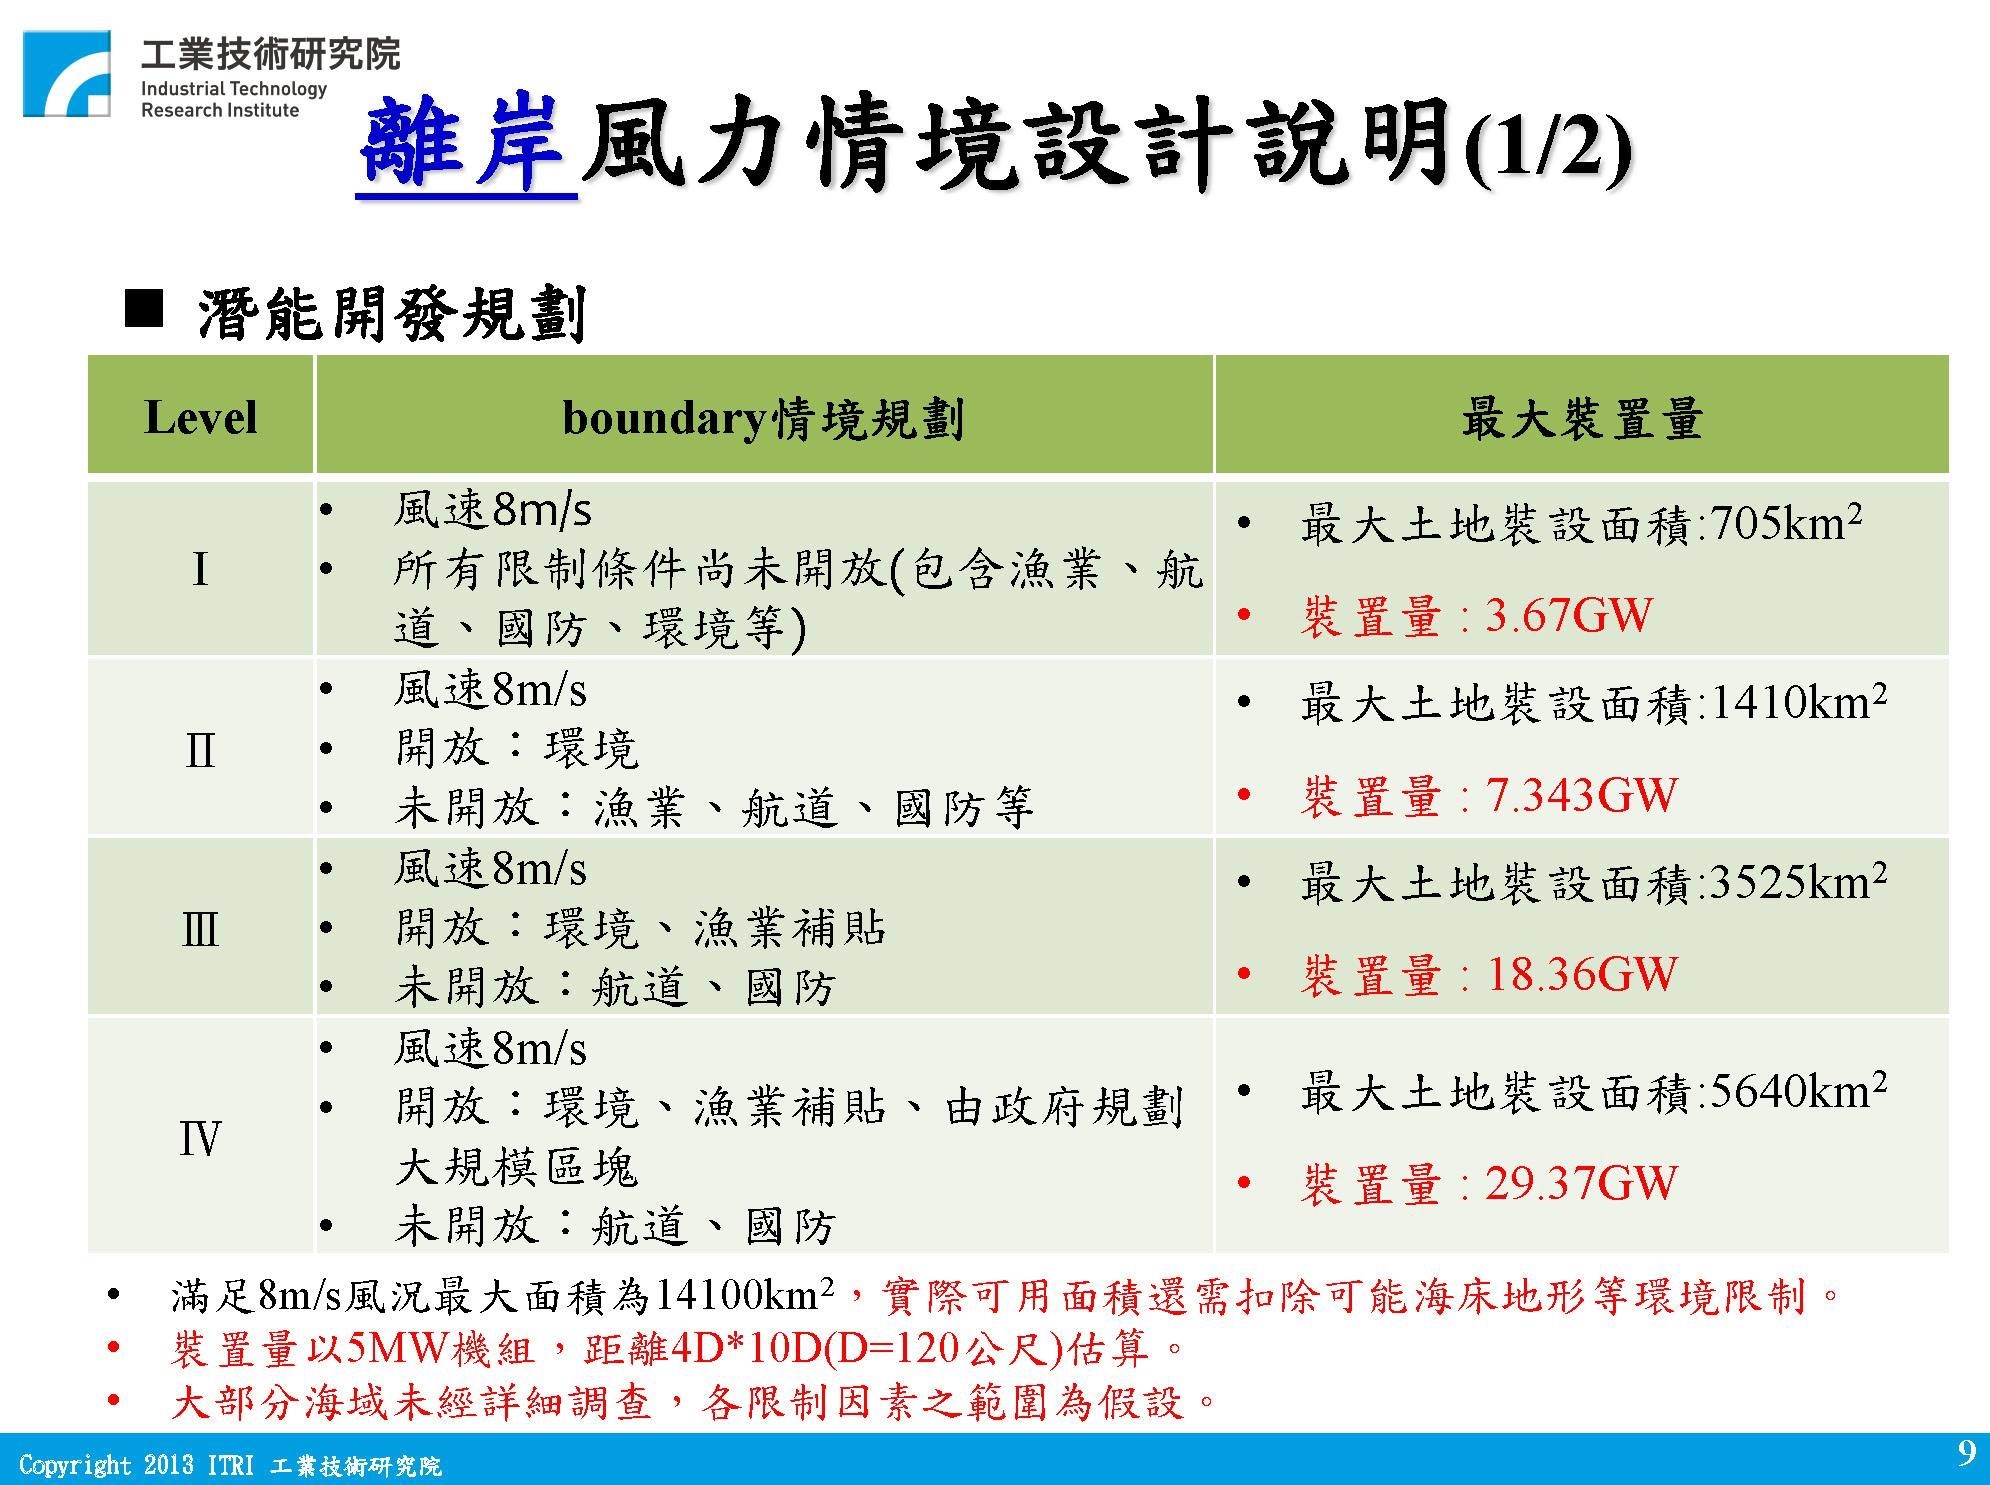 工業技術研究院
Industrial Technology
Research Institute
離岸風力情境設計說明(1/2)
■ 潛能開發規劃
Level
boundary情境規劃
最大裝置量
I
• 風速8m/s
• 所有限制條件尚未開放(包含漁業、航
道、國防、環境等)
• 最大土地裝設面積:705km²
• 裝置量：3.67GW
II
• 風速8m/s
• 開放：環境
• 未開放：漁業、航道、國防等
• 最大土地裝設面積:1410km²
• 裝置量：7.343GW
III
• 風速8m/s
• 開放：環境、漁業補貼
• 未開放：航道、國防
• 最大土地裝設面積:3525km²
• 裝置量：18.36GW
IV
• 風速8m/s
• 開放：環境、漁業補貼、由政府規劃
大規模區塊
• 未開放：航道、國防
• 最大土地裝設面積:5640km²
• 裝置量：29.37GW
• 滿足8m/s風況最大面積為14100km²，實際可用面積還需扣除可能海床地形等環境限制。
• 裝置量以5MW機組，距離4D*10D(D=120公尺)估算。
• 大部分海域未經詳細調查，各限制因素之範圍為假設。
Copyright 2013 ITRI 工業技術研究院
9